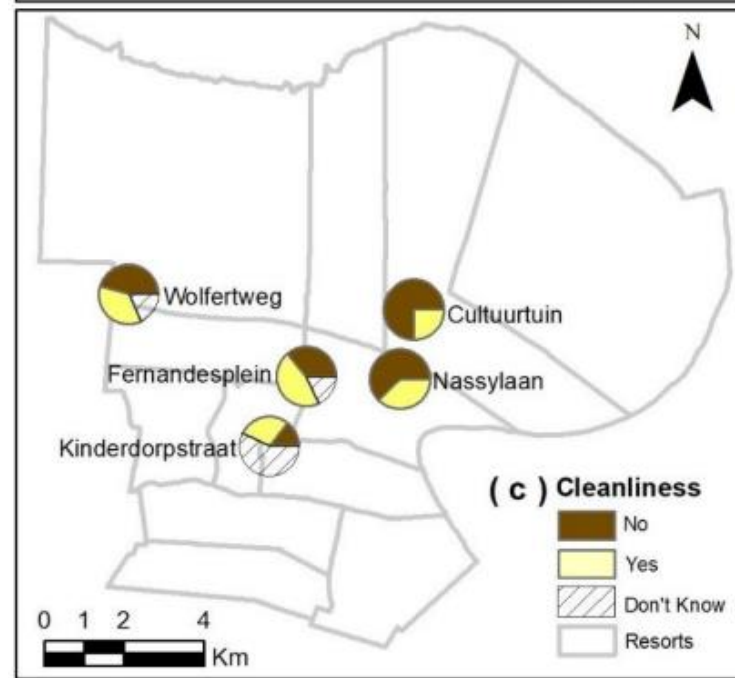 N
Wolfertweg
Cultuurtuin
Fernandesplein
Nassylaan
Kinderdorpstraat
( c ) Cleanliness
No
Yes
Don't Know
Resorts
0 1 2 4
Km